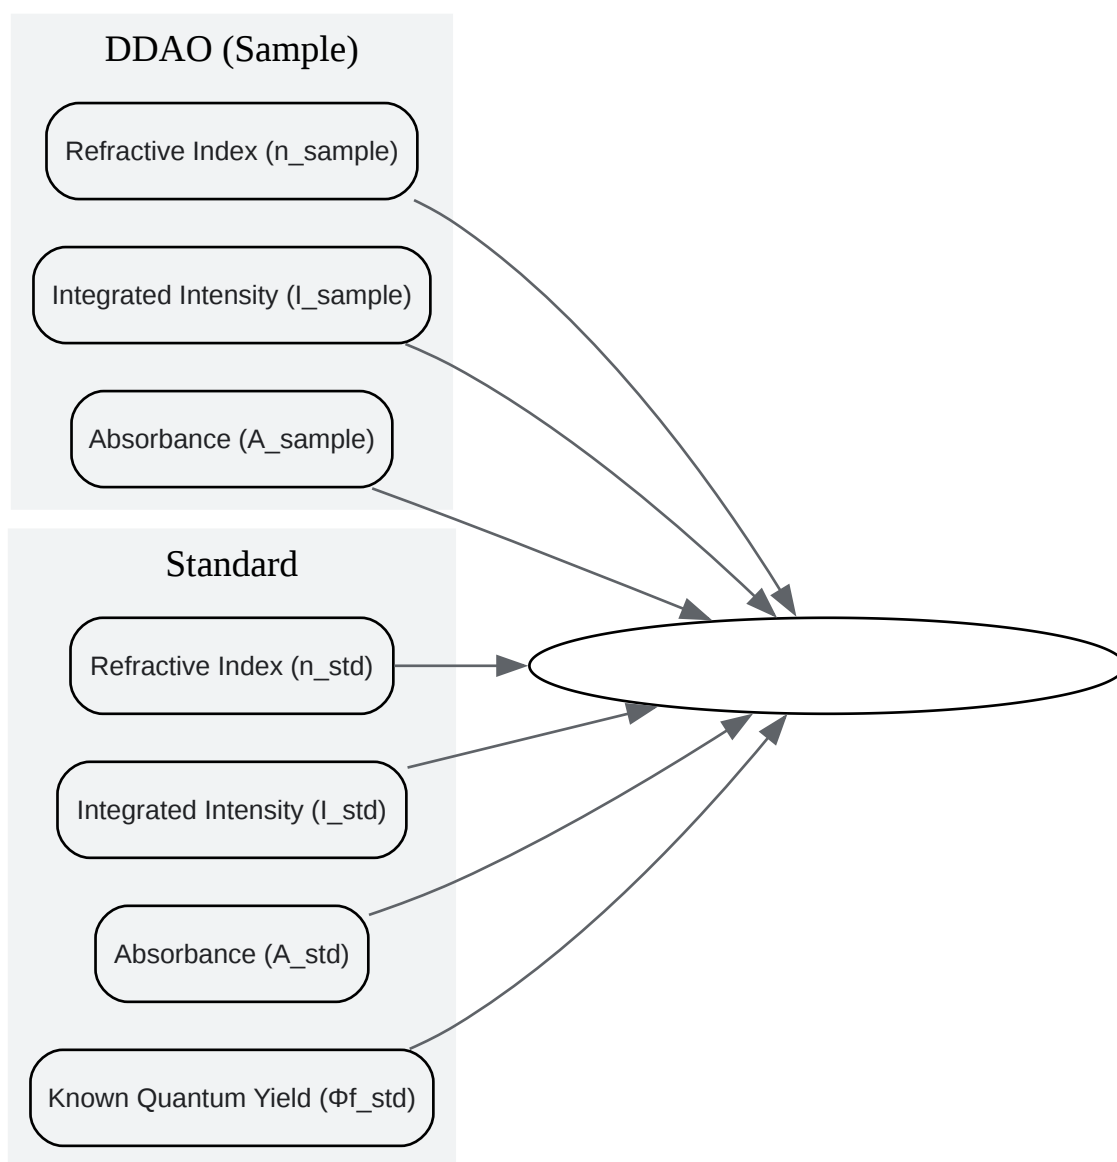 DDAO (Sample)
Refractive Index (n_sample)
Integrated Intensity (I_sample)
Absorbance (A_sample)
Standard
Refractive Index (n_std)
Integrated Intensity (I_std)
Absorbance (A_std)
Known Quantum Yield (Φf_std)